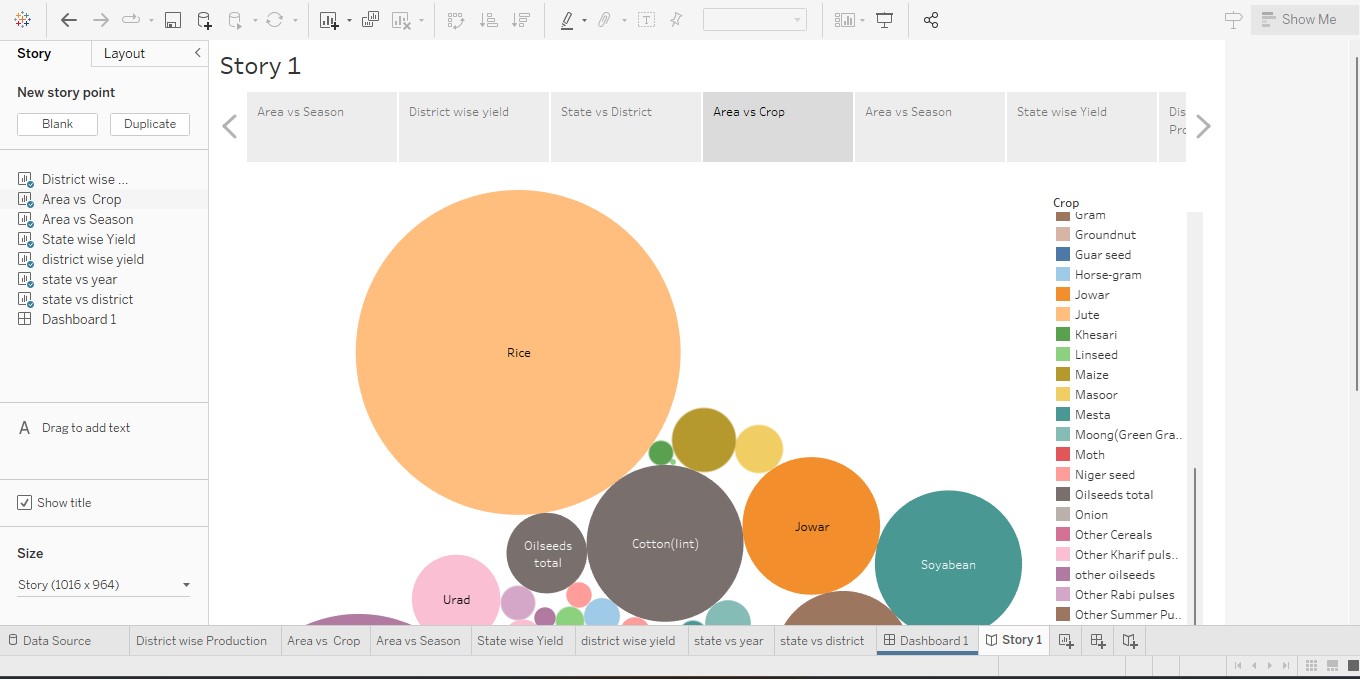 Show Me
Story
Layout
New story point
Blank
Duplicate
District wise ...
Area vs  Crop
Area vs Season
State wise Yield
district wise yield
state vs year
state vs district
Dashboard 1
A
Drag to add text
Show title
Size
Story (1016 x 964)
Story 1
Area vs Season
District wise yield
State vs District
Area vs Crop
Area vs Season
State wise Yield
Dis
Pro
Rice
Cotton(lint)
Jowar
Oilseeds
total
Soyabean
Urad
Crop
Gram
Groundnut
Guar seed
Horse-gram
Jowar
Jute
Khesari
Linseed
Maize
Masoor
Mesta
Moong(Green Gra..
Moth
Niger seed
Oilseeds total
Onion
Other Cereals
Other Kharif puls..
other oilseeds
Other Rabi pulses
Other Summer Pu..
Data Source
District wise Production
Area vs  Crop
Area vs Season
State wise Yield
district wise yield
state vs year
state vs district
Dashboard 1
Story 1